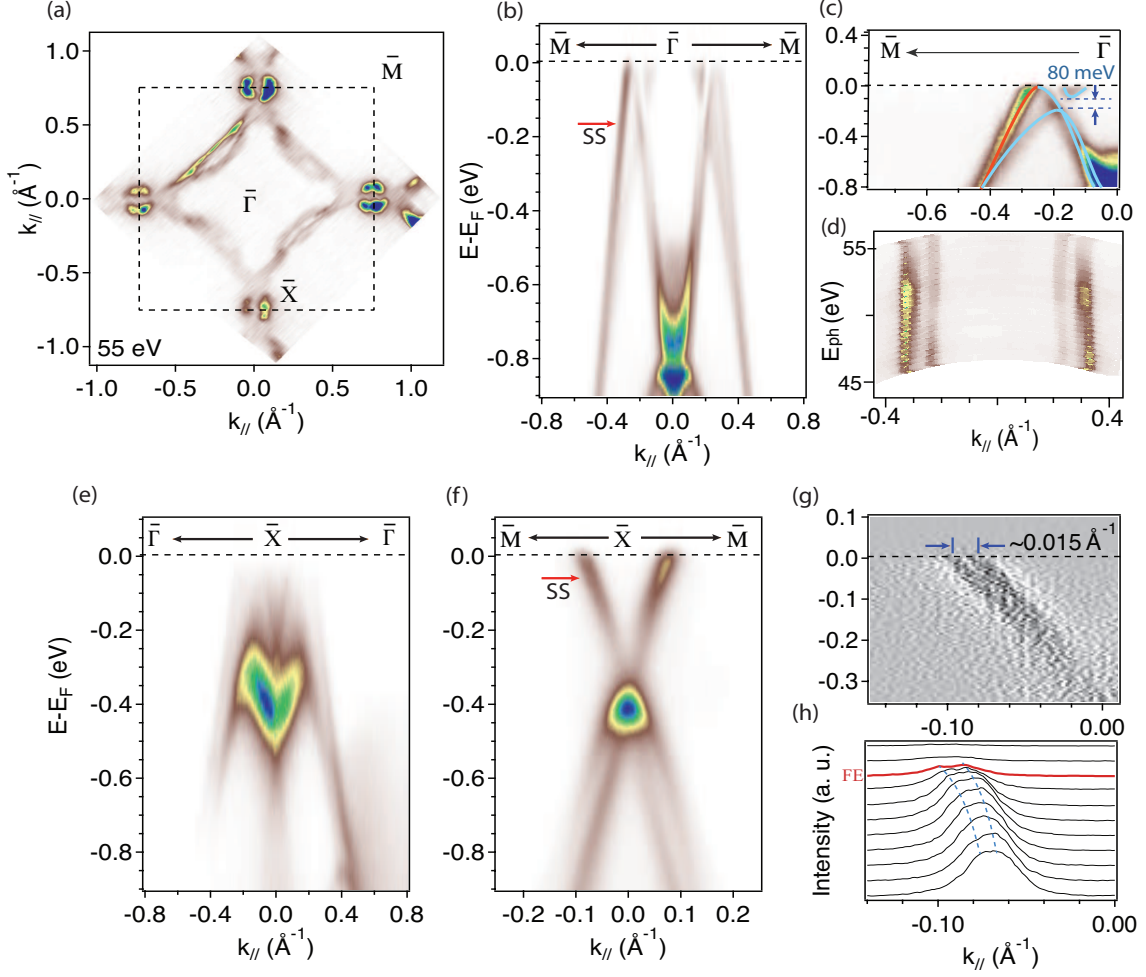 (a)
1.0
0.5
0.0
-0.5
-1.0
k// (Å⁻¹)
M̄
Γ̄
X̄
55 eV
-1.0 -0.5 0.0 0.5 1.0
k// (Å⁻¹)
(b)
M̄ Γ̄ M̄
0.0
-0.2
-0.4
-0.6
-0.8
E-E_F (eV)
SS
-0.8 -0.4 0.0 0.4 0.8
k// (Å⁻¹)
(c)
M̄ Γ̄
80 meV
0.4
0.0
-0.4
-0.8
-0.6 -0.4 -0.2 0.0
(d)
55
45
Eph (eV)
-0.4 0.4
k// (Å⁻¹)
(e)
Γ̄ X̄ Γ̄
0.0
-0.2
-0.4
-0.6
-0.8
E-E_F (eV)
-0.8 -0.4 0.0 0.4 0.8
k// (Å⁻¹)
(f)
M̄ X̄ M̄
0.0
-0.2
-0.4
-0.6
-0.8
SS
-0.2 -0.1 0.0 0.1 0.2
k// (Å⁻¹)
(g)
0.1
0.0
-0.1
-0.2
-0.3
~0.015 Å⁻¹
-0.10 0.00
(h)
FE
Intensity (a. u.)
-0.10 0.00
k// (Å⁻¹)